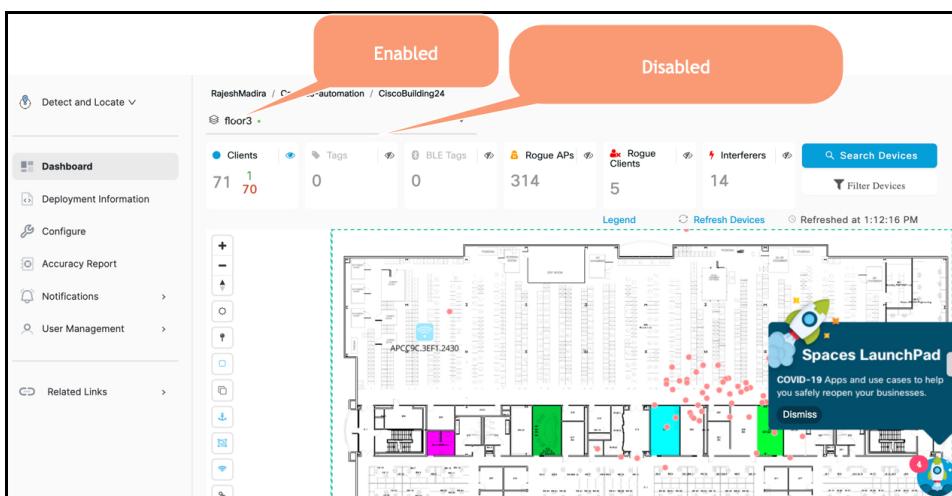 Enabled
Disabled
Detect and Locate
RajeshMadira / C -automation / CiscoBuilding24
floor3
Dashboard
Deployment Information
Configure
Accuracy Report
Notifications
User Management
Related Links
Clients
71 1
70
Tags
0
BLE Tags
0
Rogue APs
314
Rogue
Clients
5
Interferers
14
Search Devices
Filter Devices
Legend
Refresh Devices
Refreshed at 1:12:16 PM
APCC9C.3EF1.2430
Spaces LaunchPad
COVID-19 Apps and use cases to help
you safely reopen your businesses.
Dismiss
4